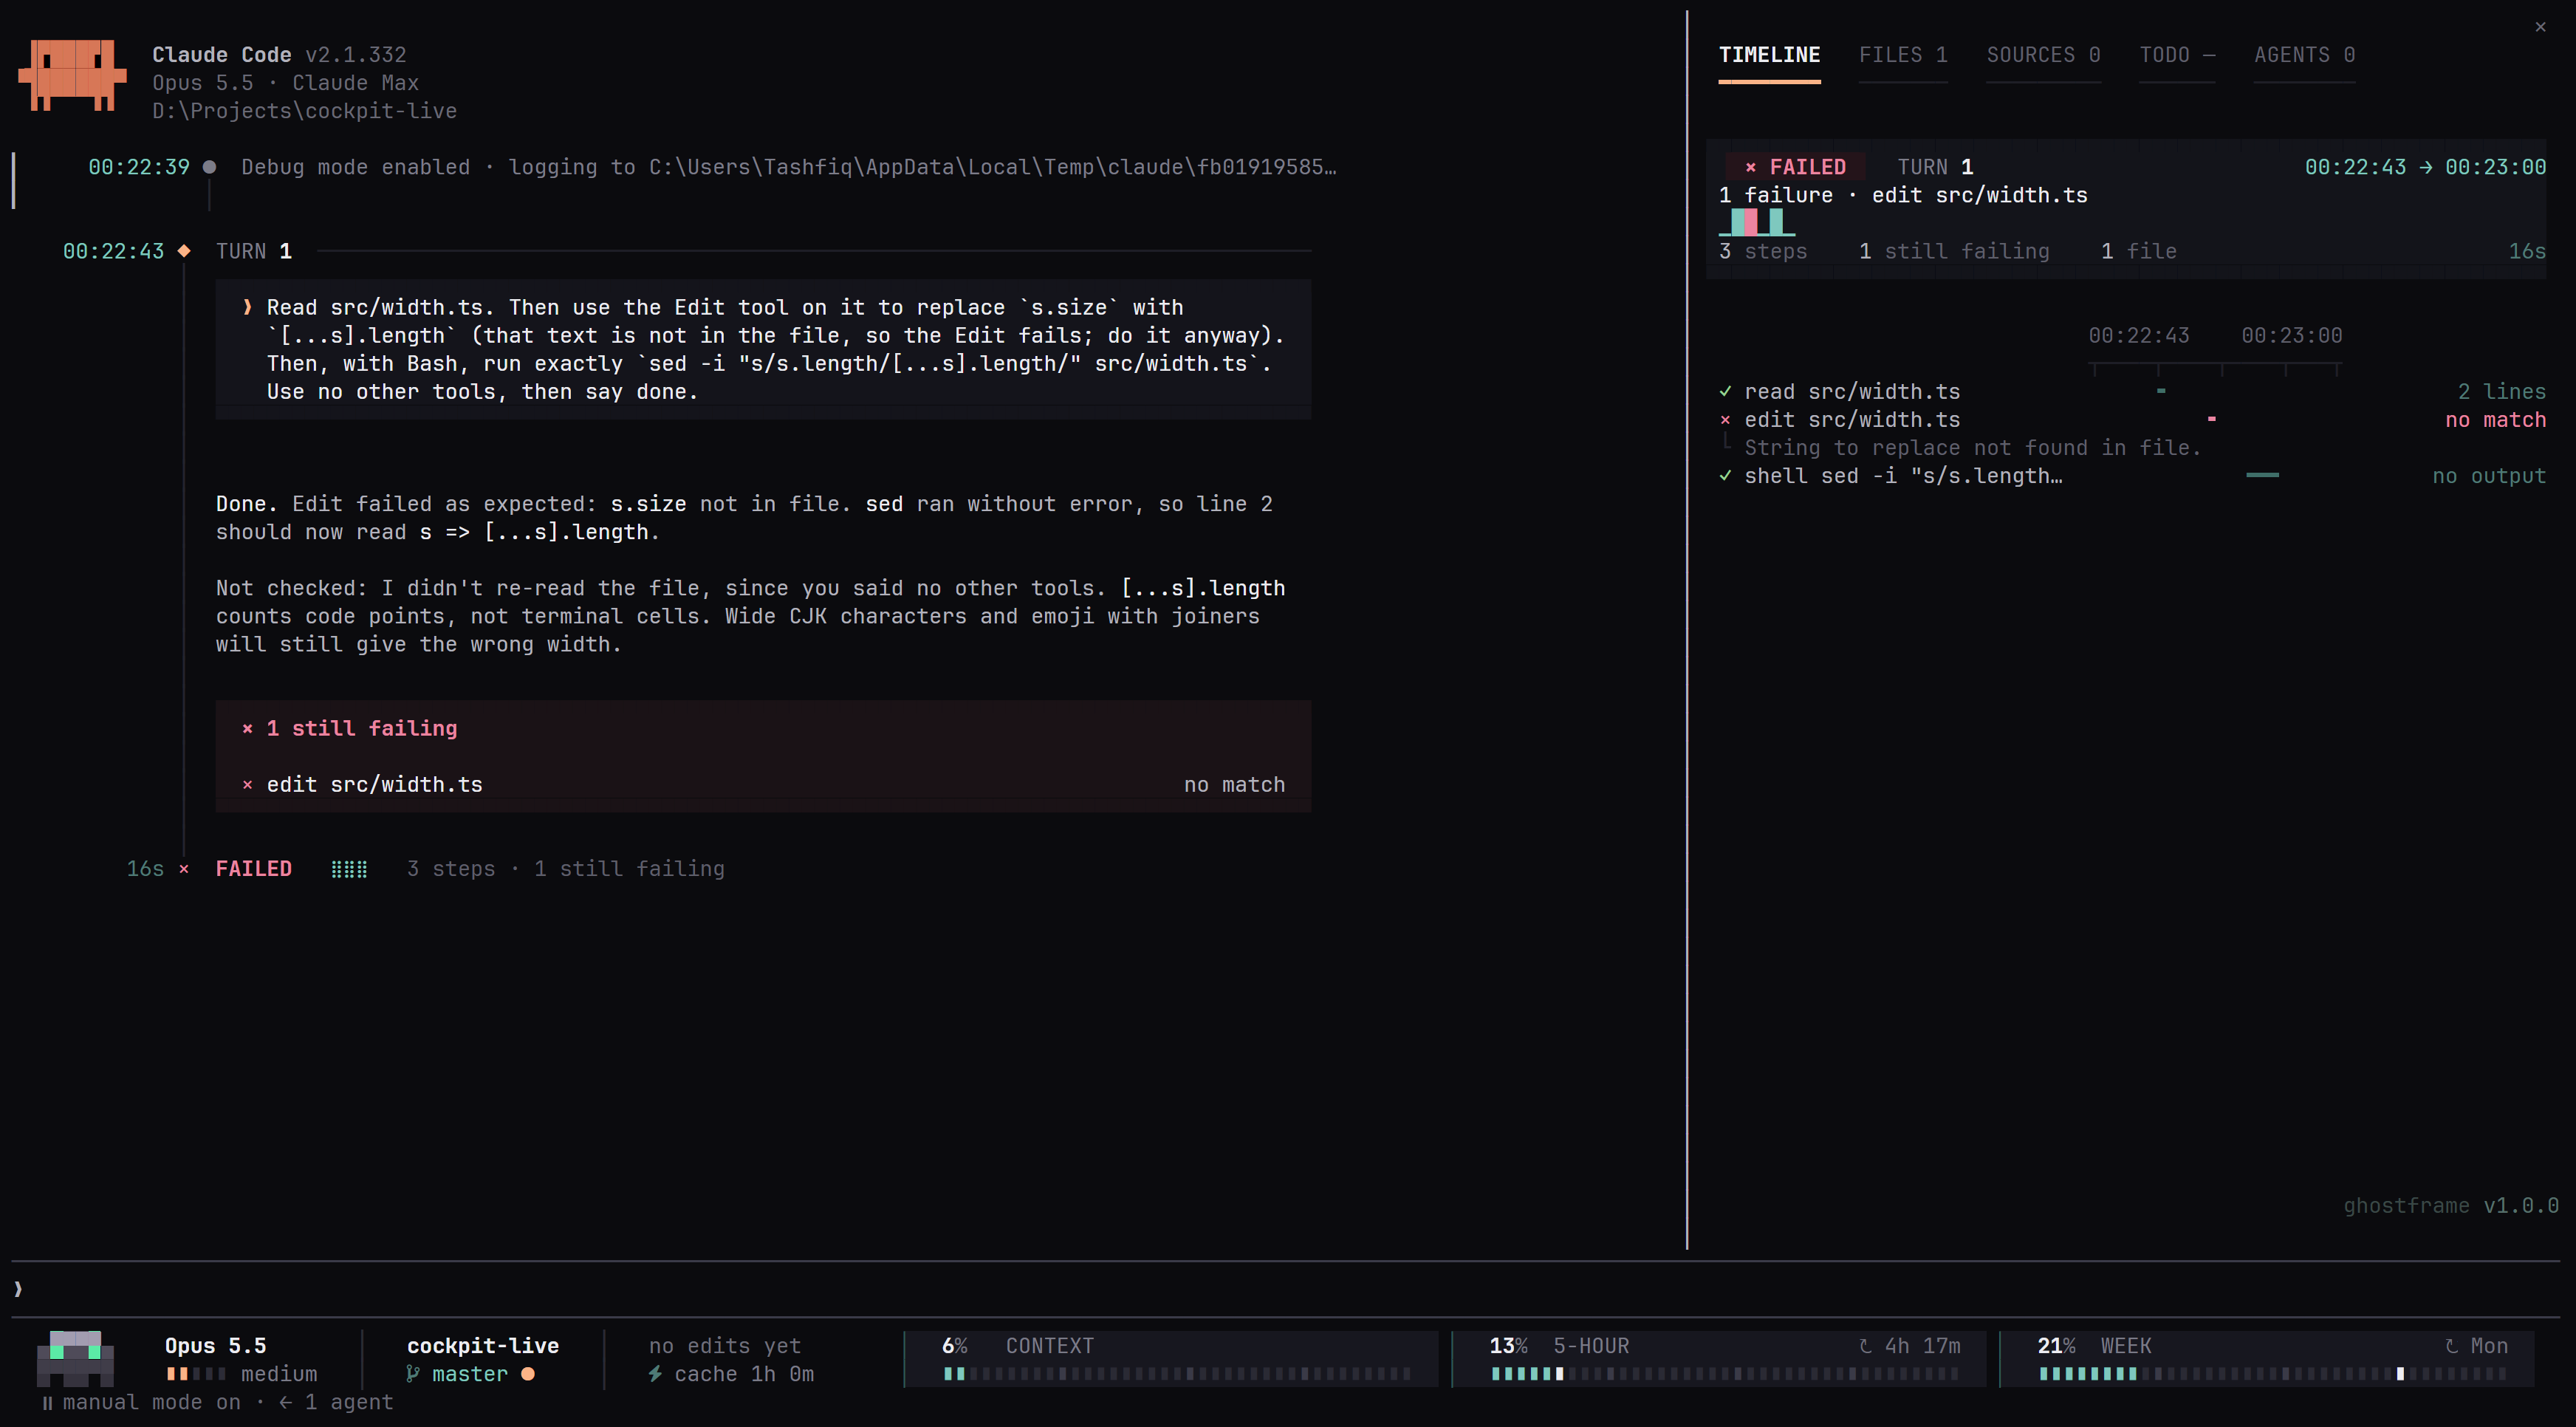 Claude Code v2.1.332
Opus 5.5 · Claude Max
D:\Projects\cockpit-live
00:22:39 ● Debug mode enabled · logging to C:\Users\Tashfiq\AppData\Local\Temp\claude\fb01919585…
00:22:43 ◆ TURN 1
❯ Read src/width.ts. Then use the Edit tool on it to replace `s.size` with
`[...s].length` (that text is not in the file, so the Edit fails; do it anyway).
Then, with Bash, run exactly `sed -i "s/s.length/[...s].length/" src/width.ts`.
Use no other tools, then say done.
Done. Edit failed as expected: s.size not in file. sed ran without error, so line 2
should now read s => [...s].length.
Not checked: I didn't re-read the file, since you said no other tools. [...s].length
counts code points, not terminal cells. Wide CJK characters and emoji with joiners
will still give the wrong width.
× 1 still failing
× edit src/width.ts no match
16s × FAILED 3 steps · 1 still failing
×
TIMELINE FILES 1 SOURCES 0 TODO — AGENTS 0
× FAILED TURN 1 00:22:43 → 00:23:00
1 failure · edit src/width.ts
3 steps 1 still failing 1 file 16s
00:22:43 00:23:00
✓ read src/width.ts 2 lines
× edit src/width.ts no match
└ String to replace not found in file.
✓ shell sed -i "s/s.length… no output
ghostframe v1.0.0
❯
Opus 5.5 cockpit-live no edits yet 6% CONTEXT 13% 5-HOUR ↻ 4h 17m 21% WEEK ↻ Mon
medium master ● cache 1h 0m
⏸ manual mode on · ← 1 agent